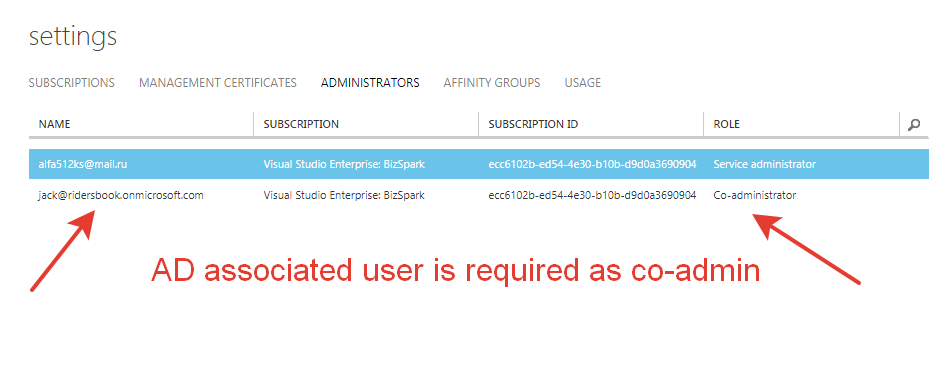 settings
SUBSCRIPTIONS MANAGEMENT CERTIFICATES ADMINISTRATORS AFFINITY GROUPS USAGE
NAME SUBSCRIPTION SUBSCRIPTION ID ROLE
alfa512ks@mail.ru Visual Studio Enterprise: BizSpark ecc6102b-ed54-4e30-b10b-d9d0a3690904 Service administrator
jack@ridersbook.onmicrosoft.com Visual Studio Enterprise: BizSpark ecc6102b-ed54-4e30-b10b-d9d0a3690904 Co-administrator
AD associated user is required as co-admin